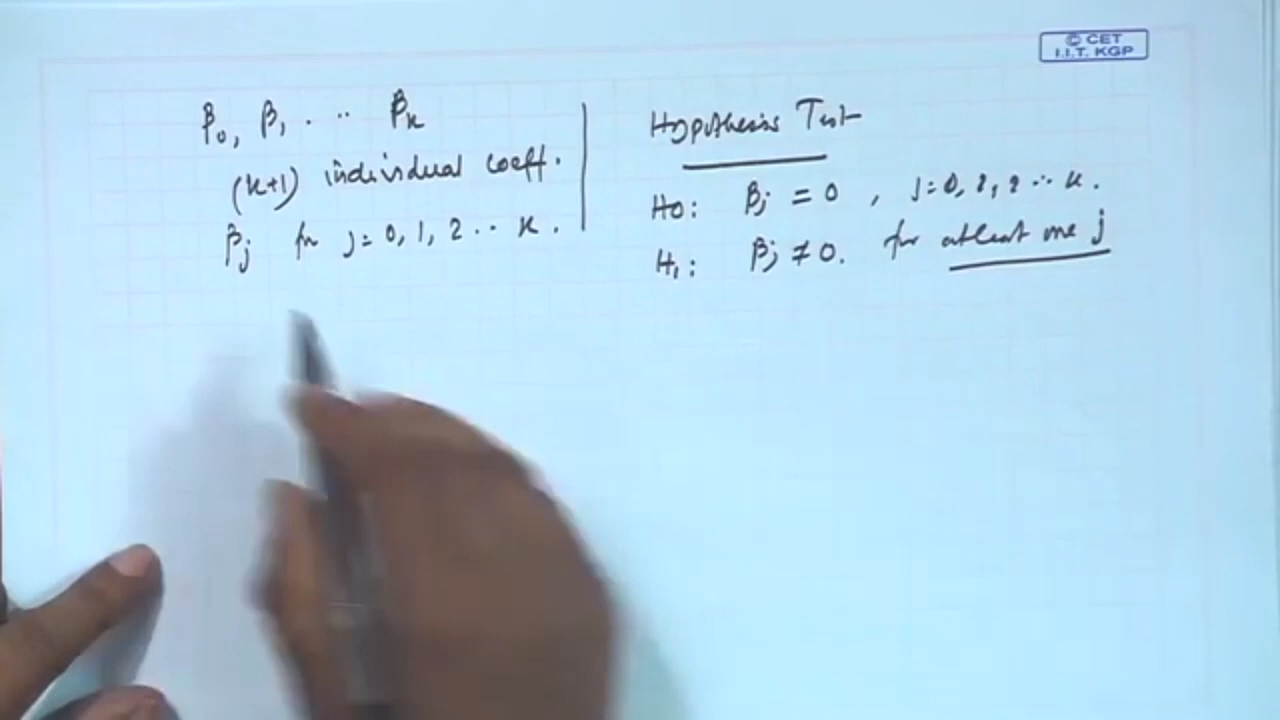 © CET
I.I.T. KGP
β₀, β₁ . .. βₖ
(k+1) individual coeff.
βⱼ for j= 0, 1, 2 .. k.
Hypothesis Test
H0: βⱼ = 0 , j=0, 1, 2 ... k.
H₁: βⱼ ≠ 0. for atleast one j